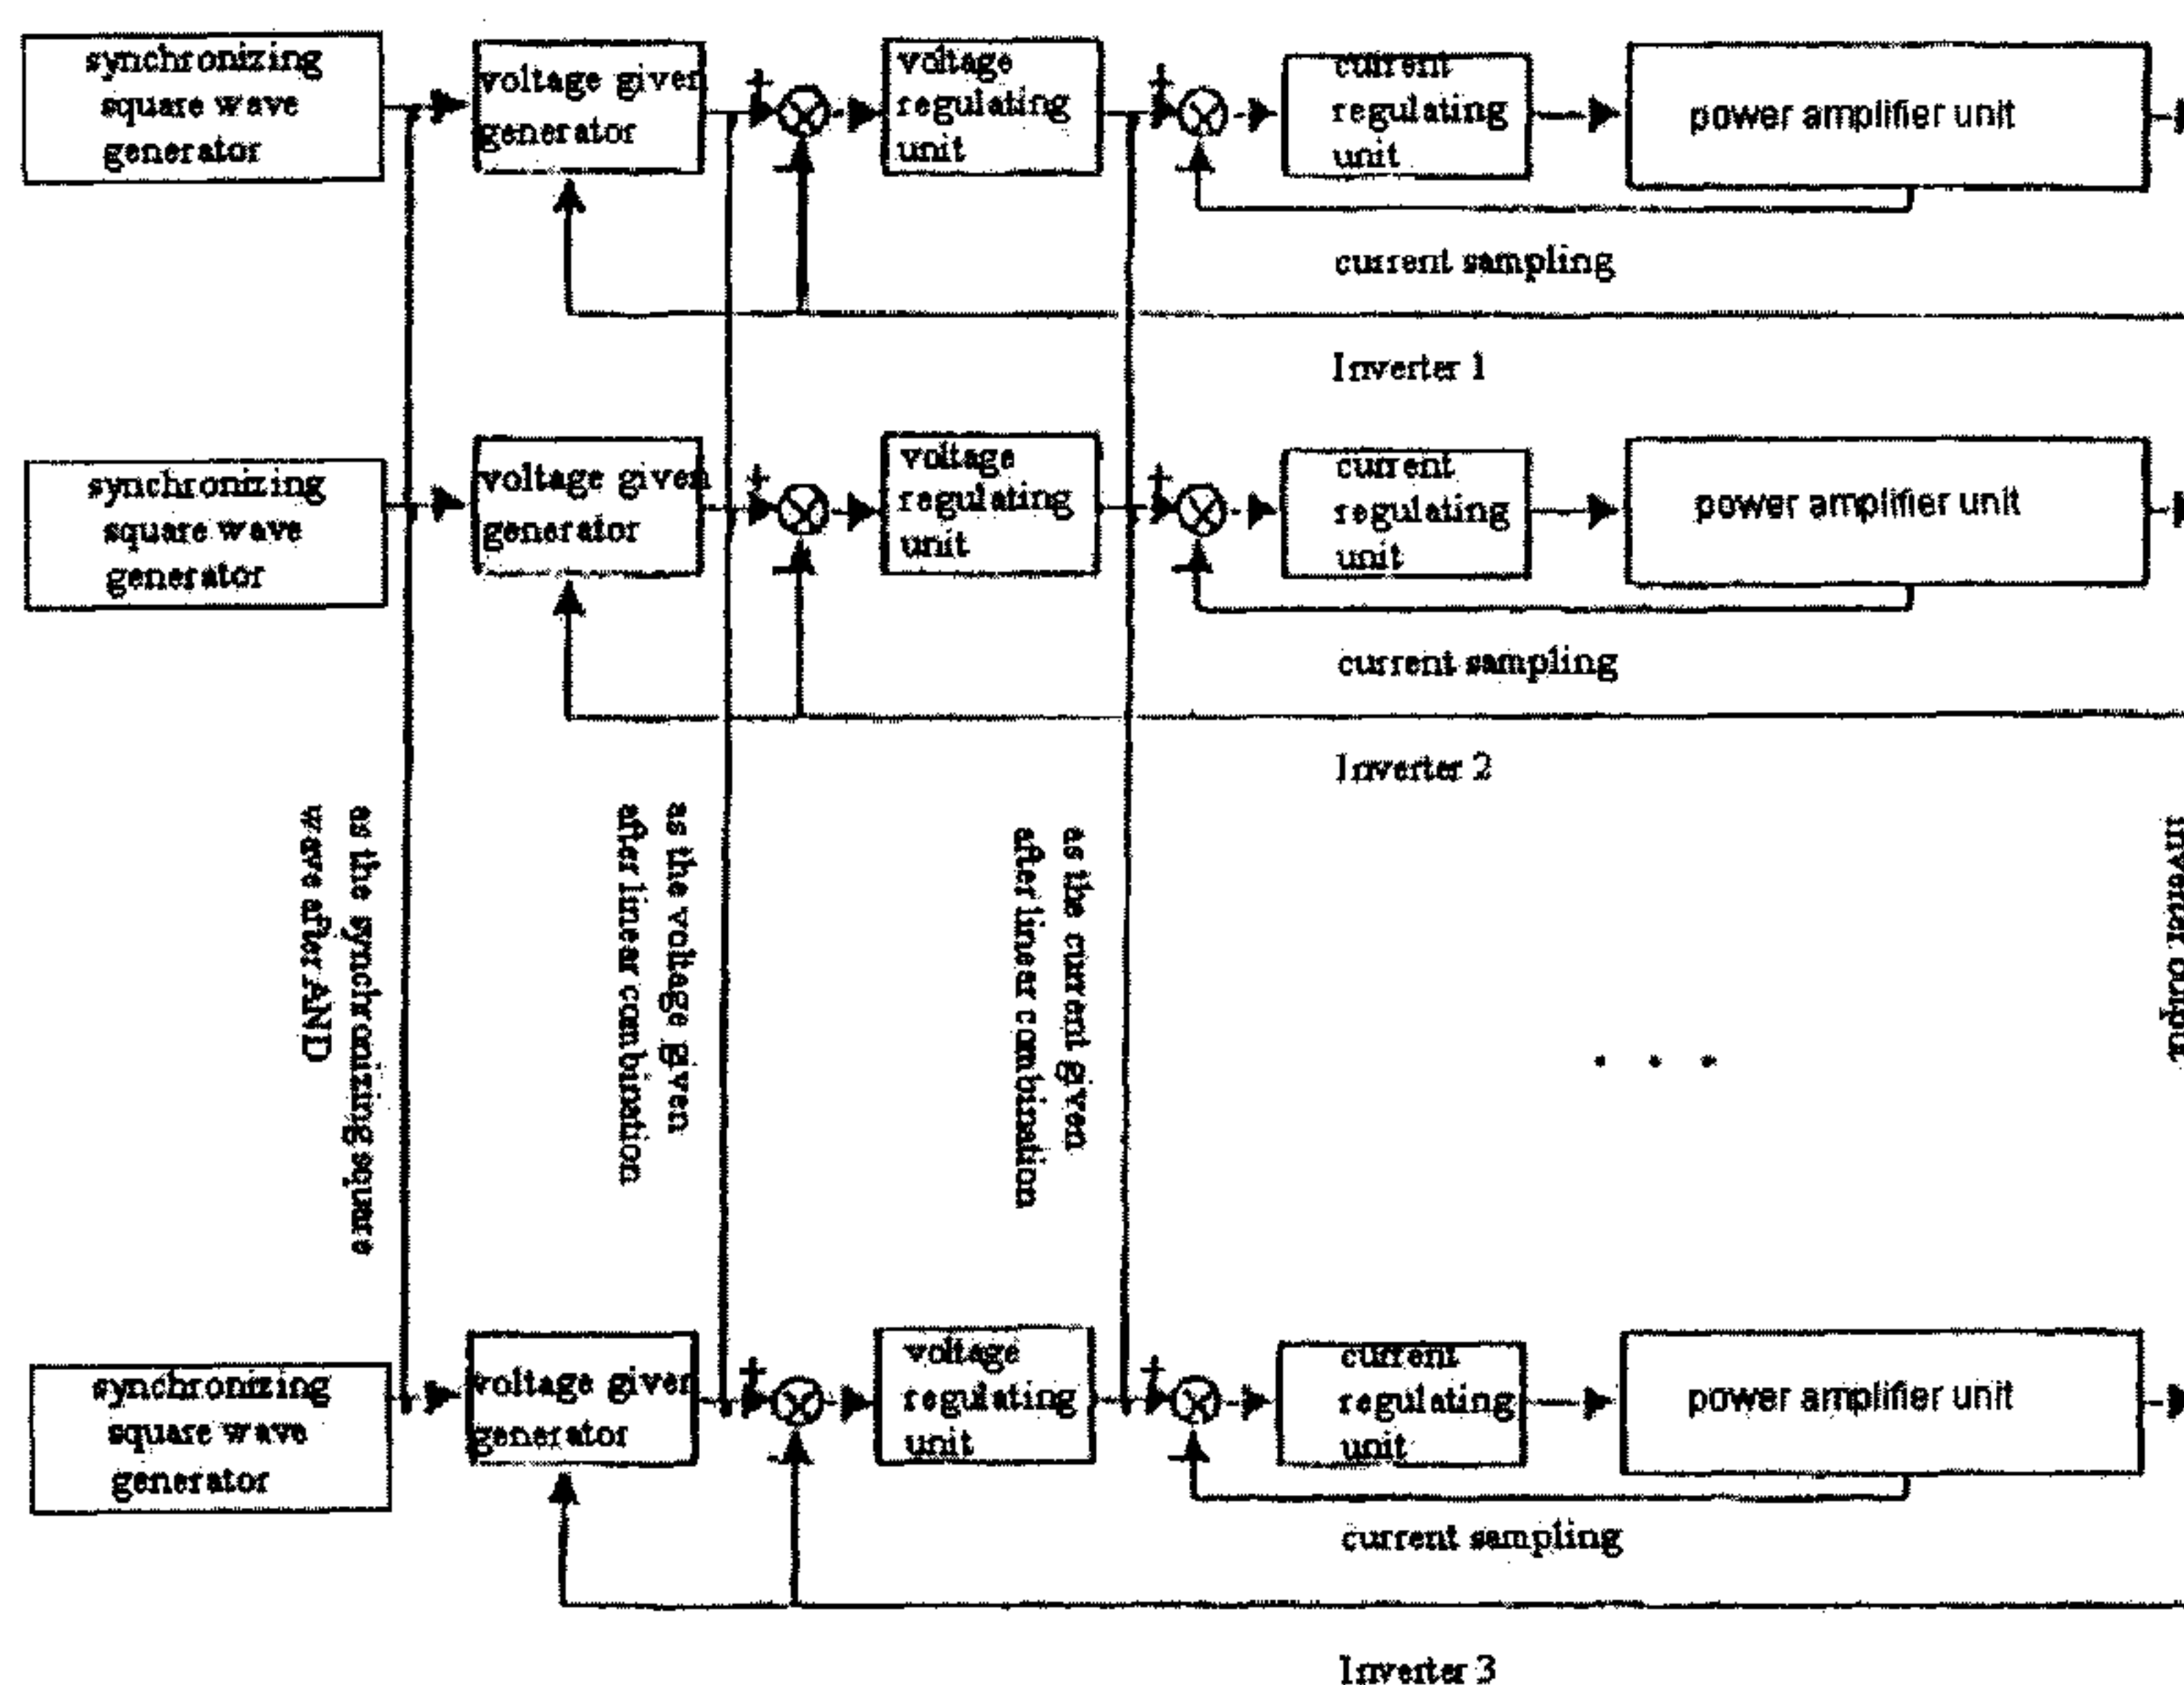 synchronizing
square wave
generator
voltage given
generator
+
-
voltage
regulating
unit
+
-
current
regulating
unit
power amplifier unit
current sampling
Inverter 1
synchronizing
square wave
generator
voltage given
generator
+
-
voltage
regulating
unit
+
-
current
regulating
unit
power amplifier unit
current sampling
Inverter 2
as the synchronizing square
wave after AND
as the voltage given
after linear combination
as the current given
after linear combination
. . .
inverter output
synchronizing
square wave
generator
voltage given
generator
+
-
voltage
regulating
unit
+
-
current
regulating
unit
power amplifier unit
current sampling
Inverter 3